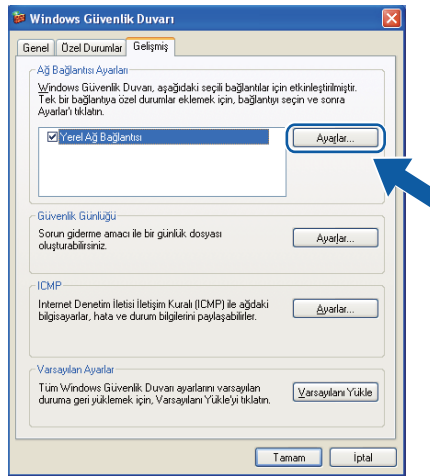 Windows Güvenlik Duvarı
Genel Özel Durumlar Gelişmiş
Ağ Bağlantısı Ayarları
Windows Güvenlik Duvarı, aşağıdaki seçili bağlantılar için etkinleştirilmiştir.
Tek bir bağlantıya özel durumlar eklemek için, bağlantıyı seçin ve sonra
Ayarlar'ı tıklatın.
Yerel Ağ Bağlantısı
Ayarlar...
Güvenlik Günlüğü
Sorun giderme amacı ile bir günlük dosyası
oluşturabilirsiniz.
Ayarlar...
ICMP
Internet Denetim İletisi İletişim Kuralı (ICMP) ile ağdaki
bilgisayarlar, hata ve durum bilgilerini paylaşabilirler.
Ayarlar...
Varsayılan Ayarlar
Tüm Windows Güvenlik Duvarı ayarlarını varsayılan
duruma geri yüklemek için, Varsayılanı Yükle'yi tıklatın.
Varsayılanı Yükle
Tamam İptal